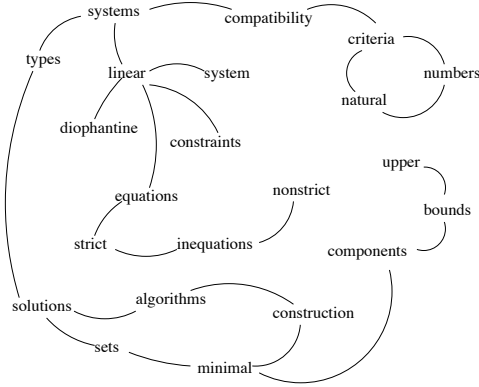 systems
compatibility
criteria
types
linear
system
numbers
natural
diophantine
constraints
upper
equations
nonstrict
bounds
strict
inequations
components
solutions
algorithms
construction
sets
minimal